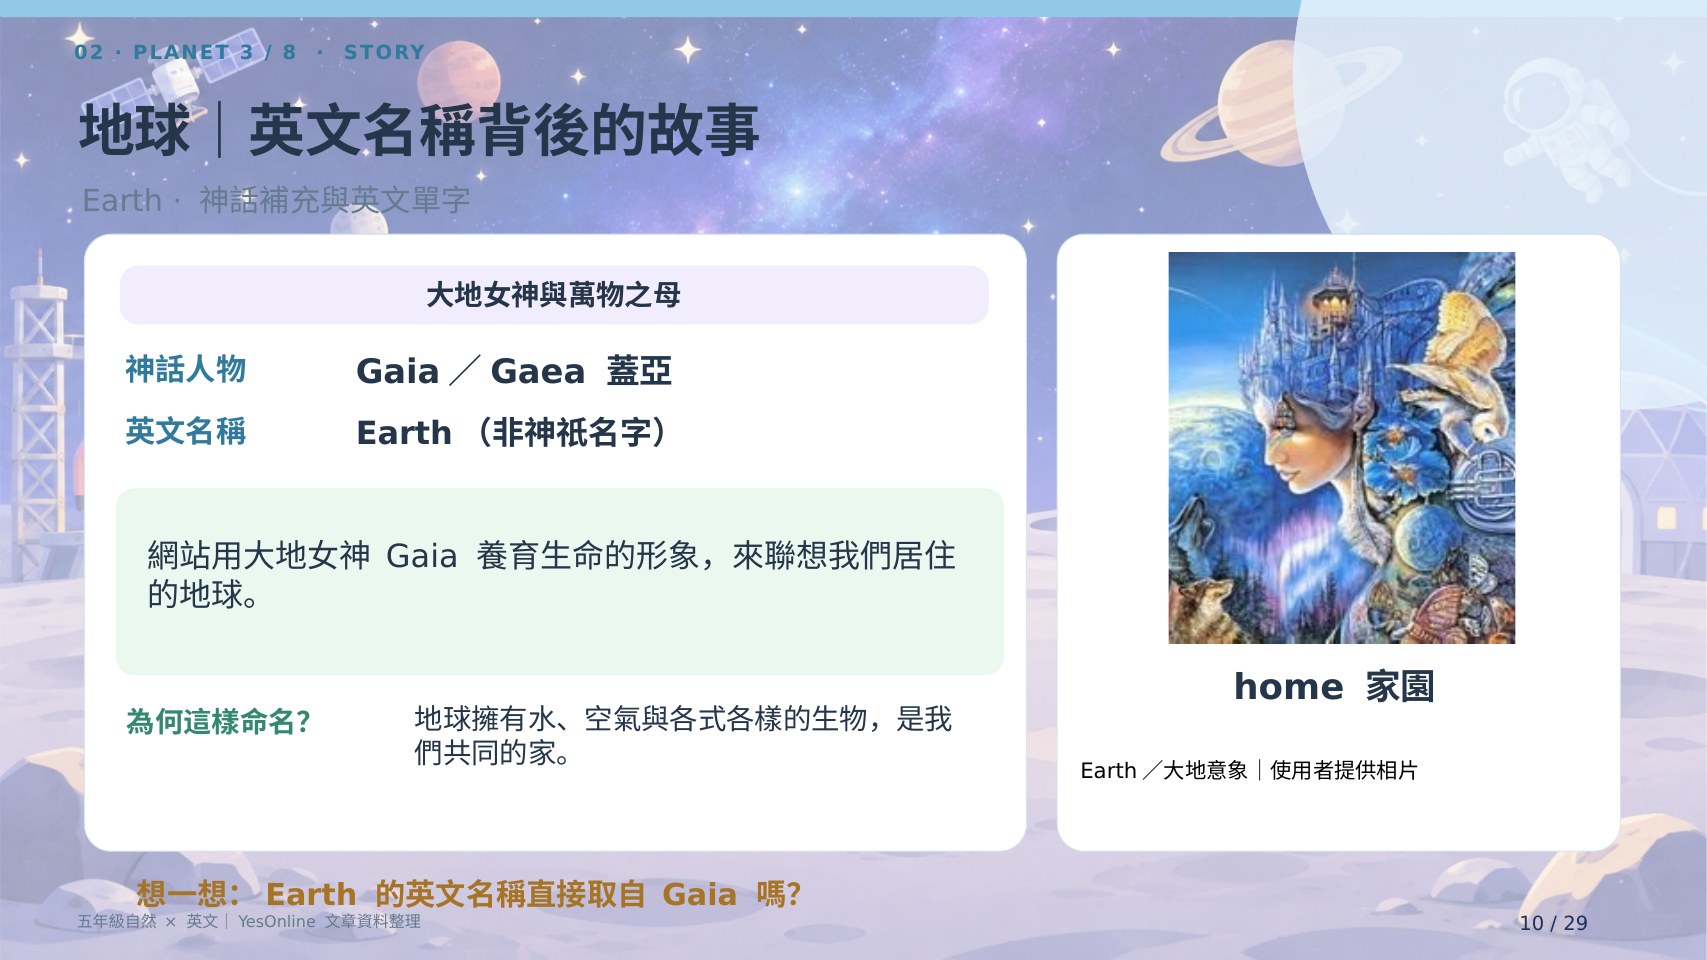 02 · PLANET 3 / 8 · STORY
地球｜英文名稱背後的故事
Earth · 神話補充與英文單字
大地女神與萬物之母
神話人物 Gaia／Gaea 蓋亞
英文名稱 Earth（非神祇名字）
網站用大地女神 Gaia 養育生命的形象，來聯想我們居住
的地球。
為何這樣命名？ 地球擁有水、空氣與各式各樣的生物，是我
們共同的家。
home 家園
Earth／大地意象｜使用者提供相片
想一想： Earth 的英文名稱直接取自 Gaia 嗎？
五年級自然 × 英文｜YesOnline 文章資料整理
10 / 29